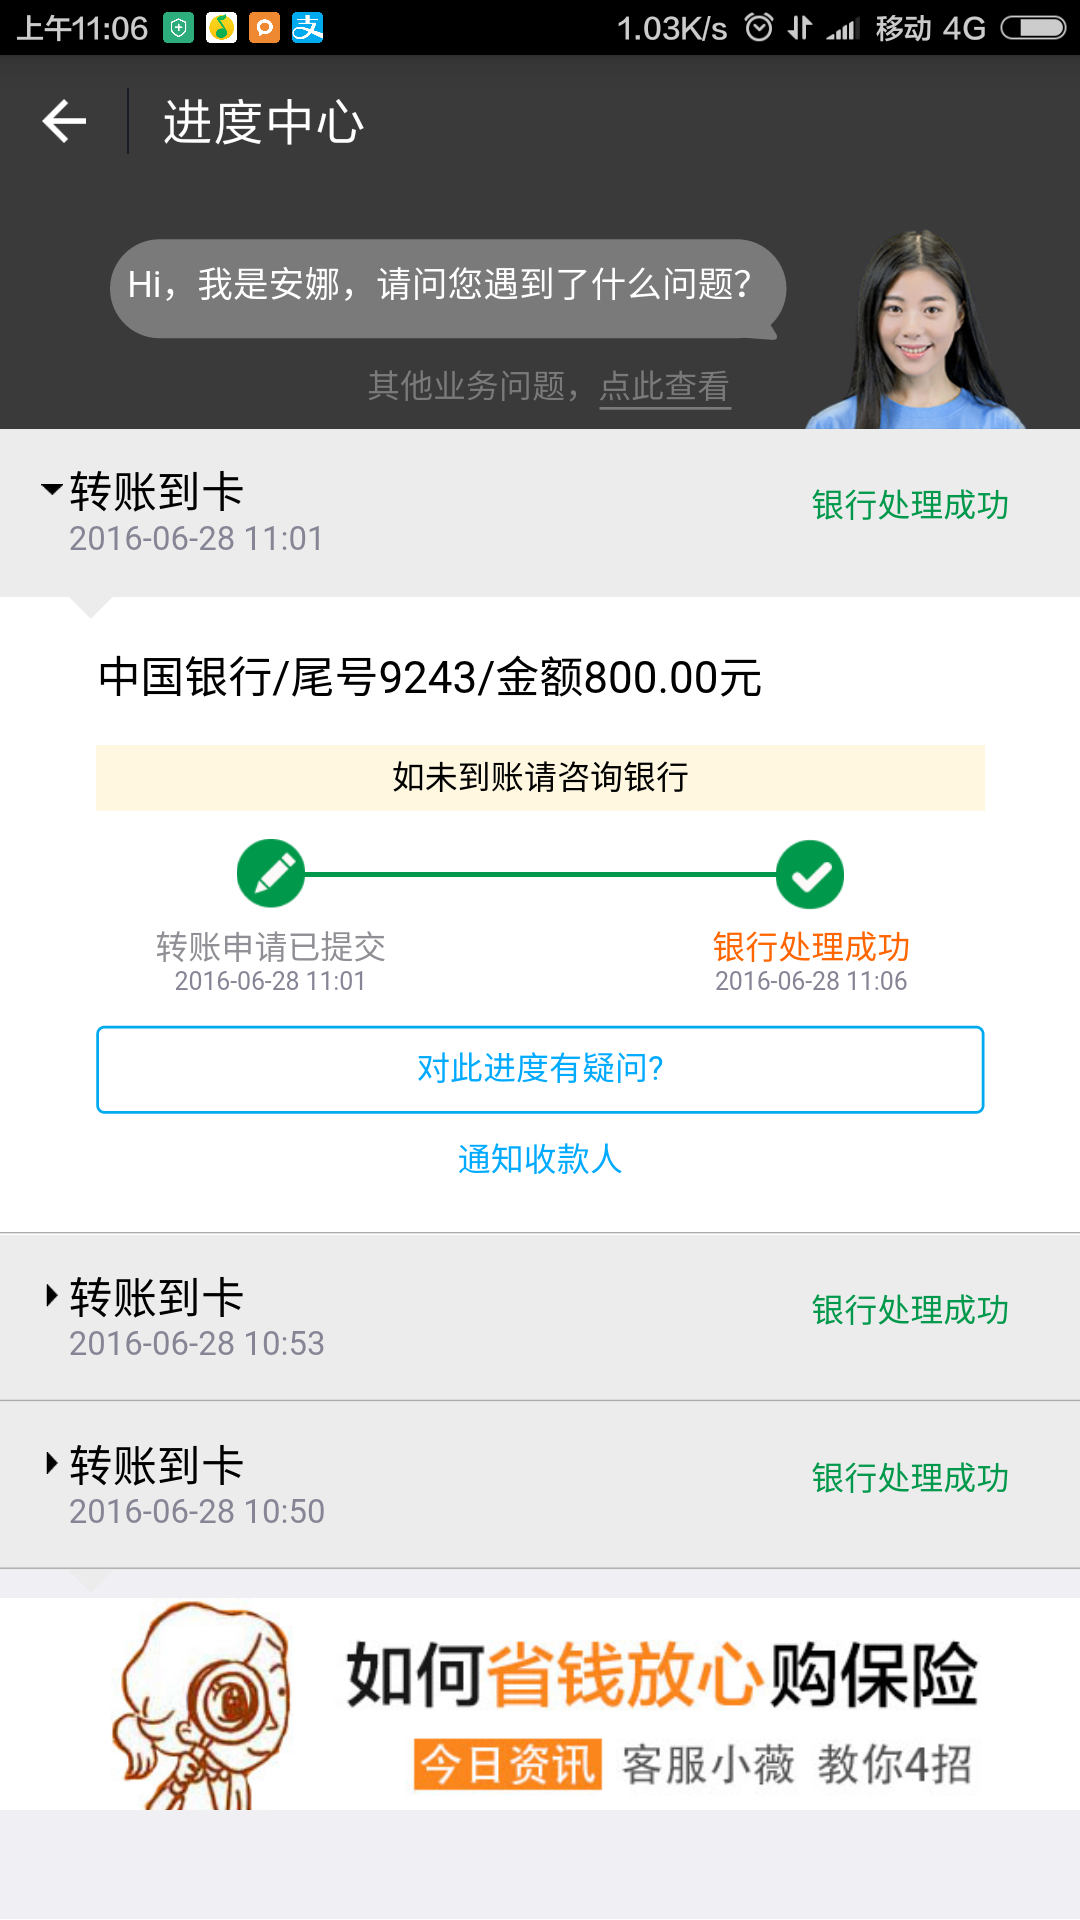 上午11:06
1.03K/s 移动 4G
进度中心
Hi，我是安娜，请问您遇到了什么问题？
其他业务问题，点此查看
转账到卡
银行处理成功
2016-06-28 11:01
中国银行/尾号9243/金额800.00元
如未到账请咨询银行
转账申请已提交
2016-06-28 11:01
银行处理成功
2016-06-28 11:06
对此进度有疑问?
通知收款人
转账到卡
银行处理成功
2016-06-28 10:53
转账到卡
银行处理成功
2016-06-28 10:50
如何省钱放心购保险
今日资讯 客服小薇 教你4招